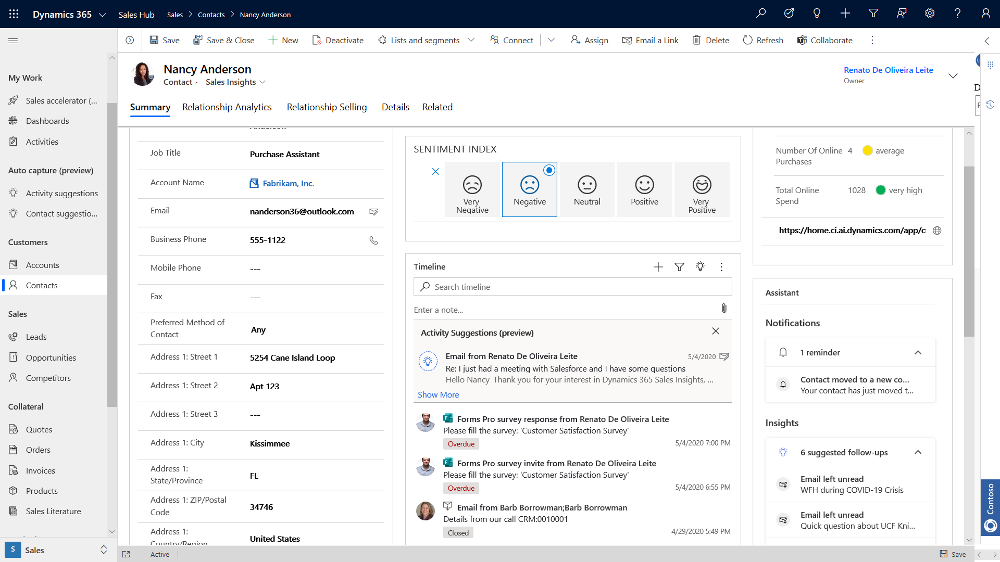 Dynamics 365
Sales Hub
Sales > Contacts > Nancy Anderson
Save
Save & Close
New
Deactivate
Lists and segments
Connect
Assign
Email a Link
Delete
Refresh
Collaborate
My Work
Sales accelerator (...
Dashboards
Activities
Auto capture (preview)
Activity suggestions
Contact suggestio...
Customers
Accounts
Contacts
Sales
Leads
Opportunities
Competitors
Collateral
Quotes
Orders
Invoices
Products
Sales Literature
S
Sales
Nancy Anderson
Contact · Sales Insights
Renato De Oliveira Leite
Owner
Summary
Relationship Analytics
Relationship Selling
Details
Related
Job Title
Purchase Assistant
Account Name
Fabrikam, Inc.
Email
nanderson36@outlook.com
Business Phone
555-1122
Mobile Phone
---
Fax
---
Preferred Method of
Contact
Any
Address 1: Street 1
5254 Cane Island Loop
Address 1: Street 2
Apt 123
Address 1: Street 3
---
Address 1: City
Kissimmee
Address 1:
State/Province
FL
Address 1: ZIP/Postal
Code
34746
Address 1:
Country/Region
United States
SENTIMENT INDEX
Very
Negative
Negative
Neutral
Positive
Very
Positive
Timeline
Search timeline
Enter a note...
Activity Suggestions (preview)
Email from Renato De Oliveira Leite
5/4/2020
Re: I just had a meeting with Salesforce and I have some questions
Hello Nancy Thank you for your interest in Dynamics 365 Sales Insights, ...
Show More
Forms Pro survey response from Renato De Oliveira Leite
Please fill the survey: 'Customer Satisfaction Survey'
Overdue
5/4/2020 7:00 PM
Forms Pro survey invite from Renato De Oliveira Leite
Please fill the survey: 'Customer Satisfaction Survey'
Overdue
5/4/2020 6:55 PM
Email from Barb Borrowman;Barb Borrowman
Details from our call CRM:0010001
Closed
4/29/2020 5:49 PM
Number Of Online
Purchases
4
average
Total Online
Spend
1028
very high
https://home.ci.ai.dynamics.com/app/c
Assistant
Notifications
1 reminder
Contact moved to a new co...
Your contact has just moved t...
Insights
6 suggested follow-ups
Email left unread
WFH during COVID-19 Crisis
Email left unread
Quick question about UCF Kni...
D
F
Contoso
Active
Save